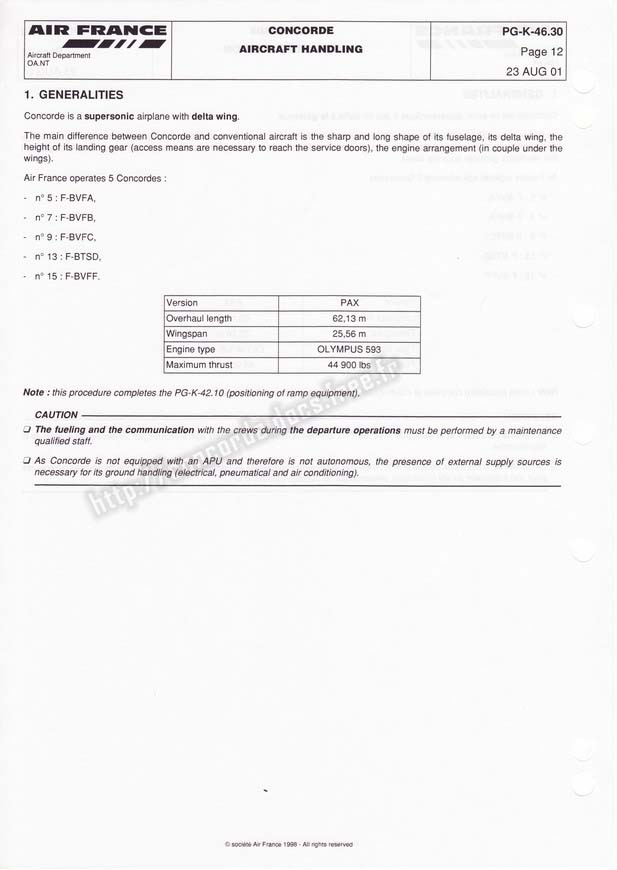 AIR FRANCE
Aircraft Department
OA.NT
CONCORDE
AIRCRAFT HANDLING
PG-K-46.30
Page 12
23 AUG 01
1. GENERALITIES
Concorde is a supersonic airplane with delta wing.
The main difference between Concorde and conventional aircraft is the sharp and long shape of its fuselage, its delta wing, the
height of its landing gear (access means are necessary to reach the service doors), the engine arrangement (in couple under the
wings).
Air France operates 5 Concordes :
- n° 5 : F-BVFA,
- n° 7 : F-BVFB,
- n° 9 : F-BVFC,
- n° 13 : F-BTSD,
- n° 15 : F-BVFF.
Version PAX
Overhaul length 62,13 m
Wingspan 25,56 m
Engine type OLYMPUS 593
Maximum thrust 44 900 lbs
Note : this procedure completes the PG-K-42.10 (positioning of ramp equipment).
CAUTION
❑ The fueling and the communication with the crews during the departure operations must be performed by a maintenance
qualified staff.
❑ As Concorde is not equipped with an APU and therefore is not autonomous, the presence of external supply sources is
necessary for its ground handling (electrical, pneumatical and air conditioning).
http://concorde.docs.free.fr
© société Air France 1998 - All rights reserved